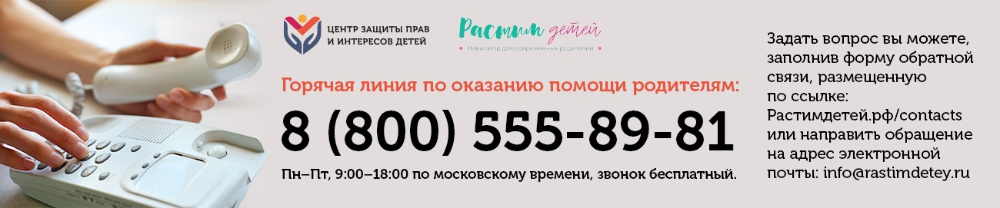 ЦЕНТР ЗАЩИТЫ ПРАВ
И ИНТЕРЕСОВ ДЕТЕЙ
Растим детей
Навигатор для современных родителей
Горячая линия по оказанию помощи родителям:
8 (800) 555-89-81
Пн–Пт, 9:00–18:00 по московскому времени, звонок бесплатный.
Задать вопрос вы можете,
заполнив форму обратной
связи, размещенную
по ссылке:
Растимдетей.рф/contacts
или направить обращение
на адрес электронной
почты: info@rastimdetey.ru